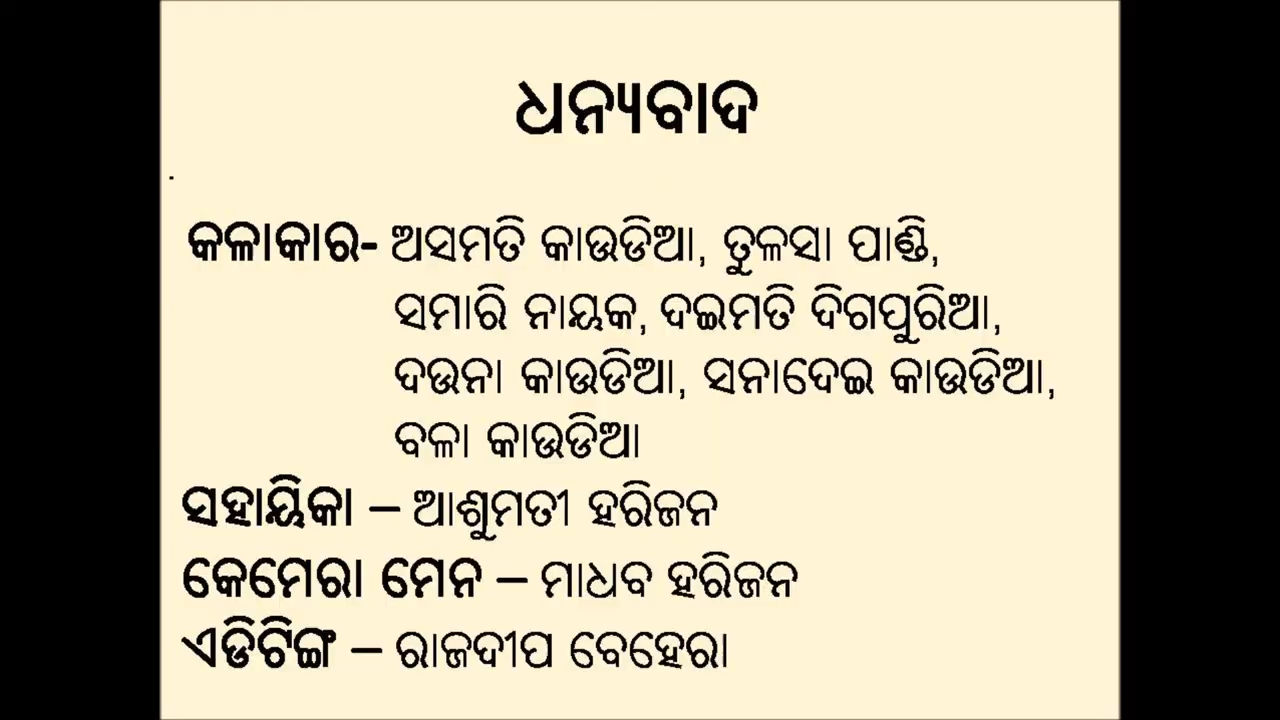 ଧନ୍ୟବାଦ
କଳାକାର- ଅସମତି କାଉଡିଆ, ତୁଳସା ପାଣ୍ଡି,
ସମାରି ନାୟକ, ଦଇମତି ଦିଗପୁରିଆ,
ଦଉନା କାଉଡିଆ, ସନାଦେଇ କାଉଡିଆ,
ବଳା କାଉଡିଆ
ସହାୟିକା – ଆଶୁମତୀ ହରିଜନ
କେମେରା ମେନ – ମାଧବ ହରିଜନ
ଏଡିଟିଙ୍ଗ – ରାଜଦୀପ ବେହେରା